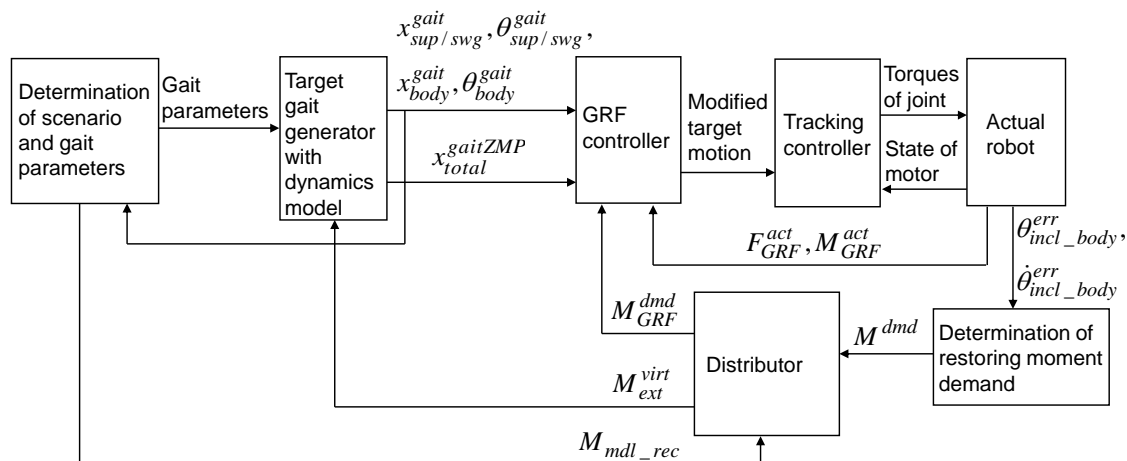 x_{sup/swg}^{gait}, θ_{sup/swg}^{gait},
x_{body}^{gait}, θ_{body}^{gait}
Determination
of scenario
and gait
parameters
Gait
parameters
Target
gait
generator
with
dynamics
model
x_{total}^{gaitZMP}
GRF
controller
Modified
target
motion
Tracking
controller
Torques
of joint
State of
motor
Actual
robot
F_{GRF}^{act}, M_{GRF}^{act}
θ_{incl_body}^{err},
θ̇_{incl_body}^{err}
M_{GRF}^{dmd}
M_{ext}^{virt}
Distributor
M^{dmd}
Determination of
restoring moment
demand
M_{mdl_rec}